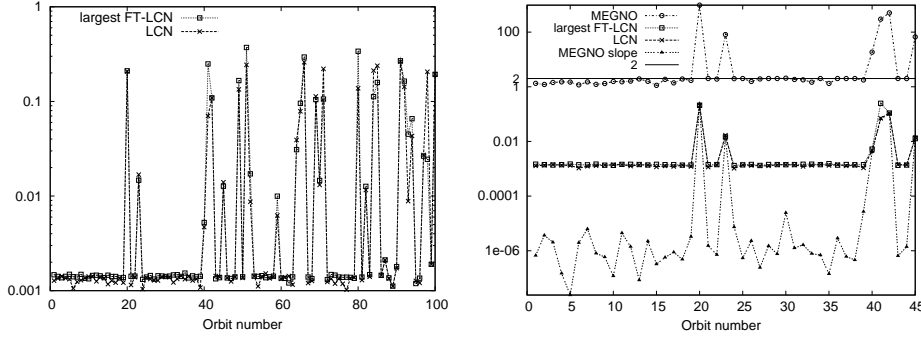 1
0.1
0.01
0.001
largest FT-LCN
LCN
0
20
40
60
80
100
Orbit number
100
2
1
0.01
0.0001
1e-06
MEGNO
largest FT-LCN
LCN
MEGNO slope
2
0
5
10
15
20
25
30
35
40
45
Orbit number